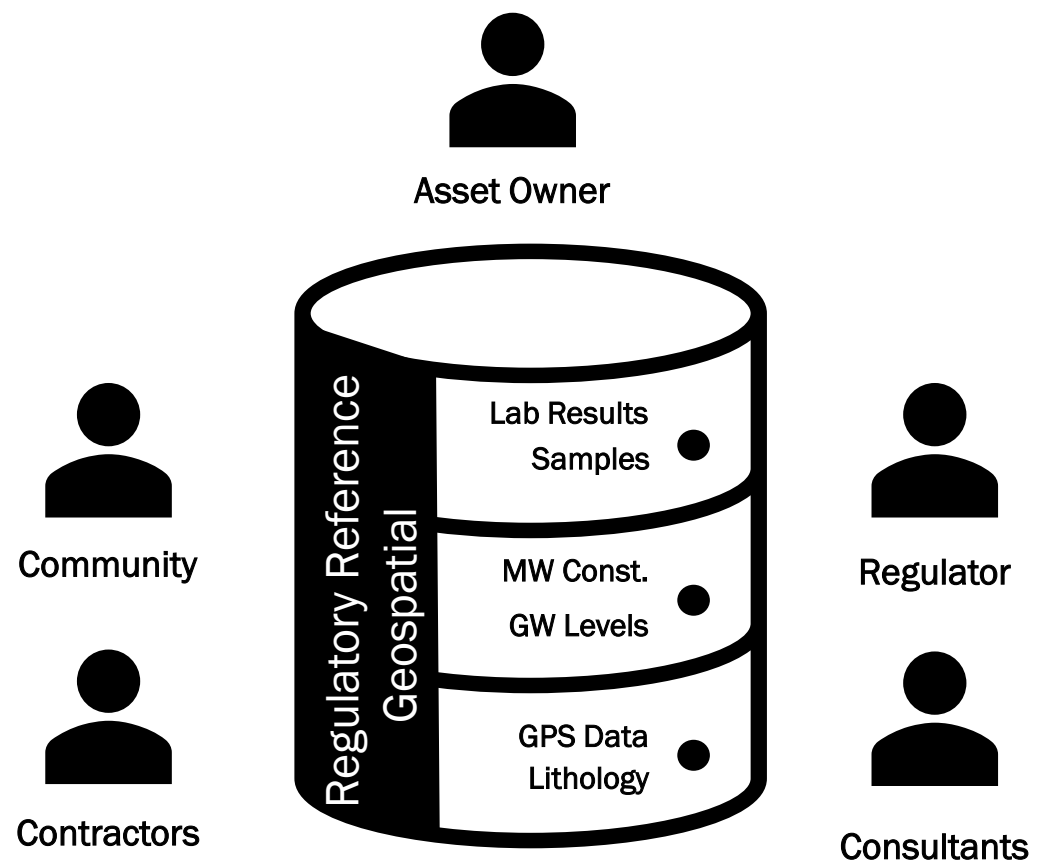 Asset Owner
Regulatory Reference
Geospatial
Lab Results
Samples
MW Const.
GW Levels
GPS Data
Lithology
Community
Regulator
Contractors
Consultants